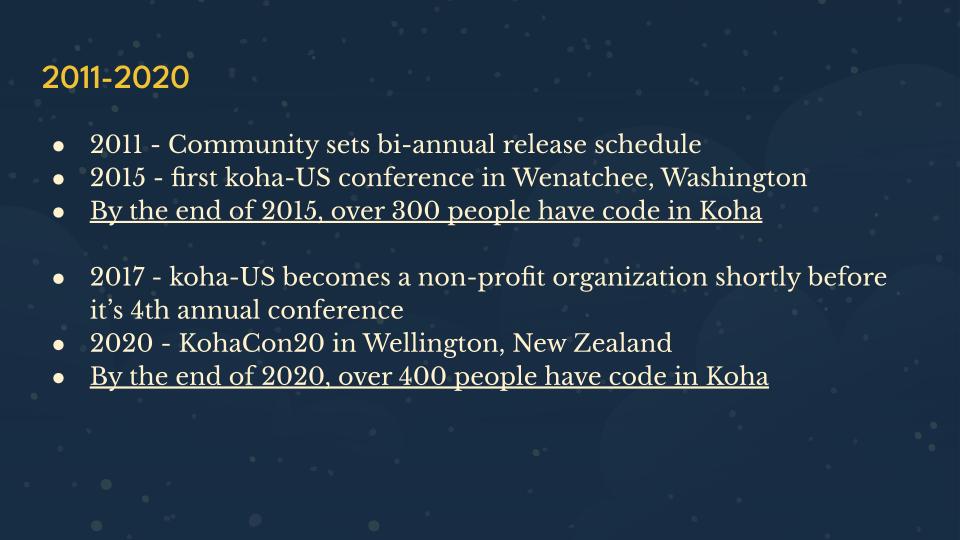 2011-2020
● 2011 - Community sets bi-annual release schedule
● 2015 - first koha-US conference in Wenatchee, Washington
● By the end of 2015, over 300 people have code in Koha
● 2017 - koha-US becomes a non-profit organization shortly before
it’s 4th annual conference
● 2020 - KohaCon20 in Wellington, New Zealand
● By the end of 2020, over 400 people have code in Koha